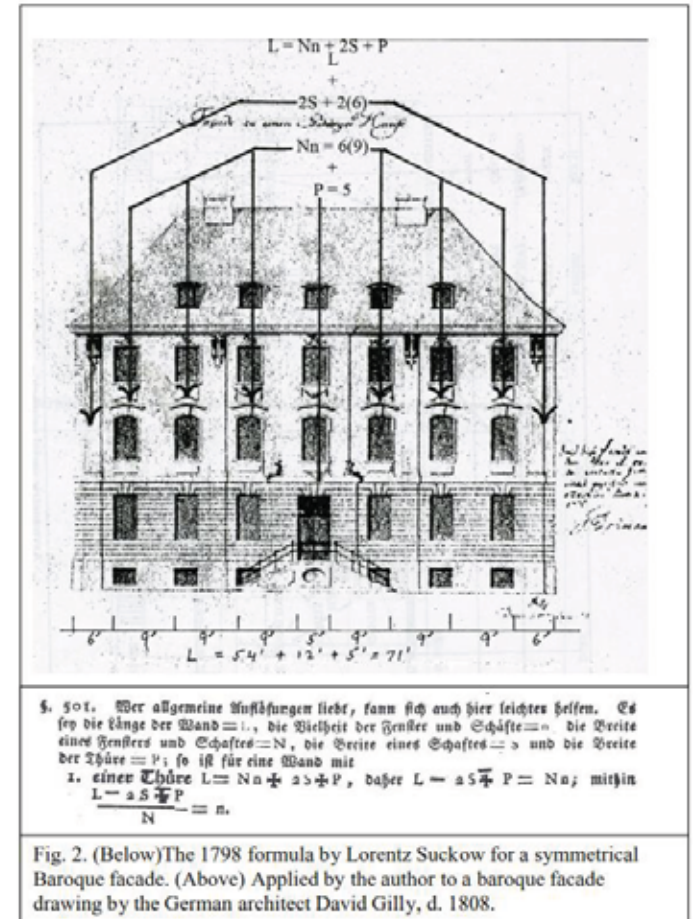 L = Nn + 2S + P
L
+
2S + 2(6)
Nn = 6(9)
+
P = 5
6' 9' 9' 9' 5' 9' 9' 9' 6'
L = 54' + 12' + 5' = 71'
§. 501. Wer allgemeine Auflösungen liebt, kann sich auch hier leichter helfen. Es
sey die Länge der Wand = L, die Vielheit der Fenster und Schäfte = n, die Breite
eines Fensters und Schaftes = N, die Breite eines Schaftes = S und die Breite
der Thüre = P; so ist für eine Wand mit
1. einer Thüre L = Nn + 2S + P, daher L — 2S + P = Nn; mithin
L — 2S + P
N = n.
Fig. 2. (Below)The 1798 formula by Lorentz Suckow for a symmetrical
Baroque facade. (Above) Applied by the author to a baroque facade
drawing by the German architect David Gilly, d. 1808.